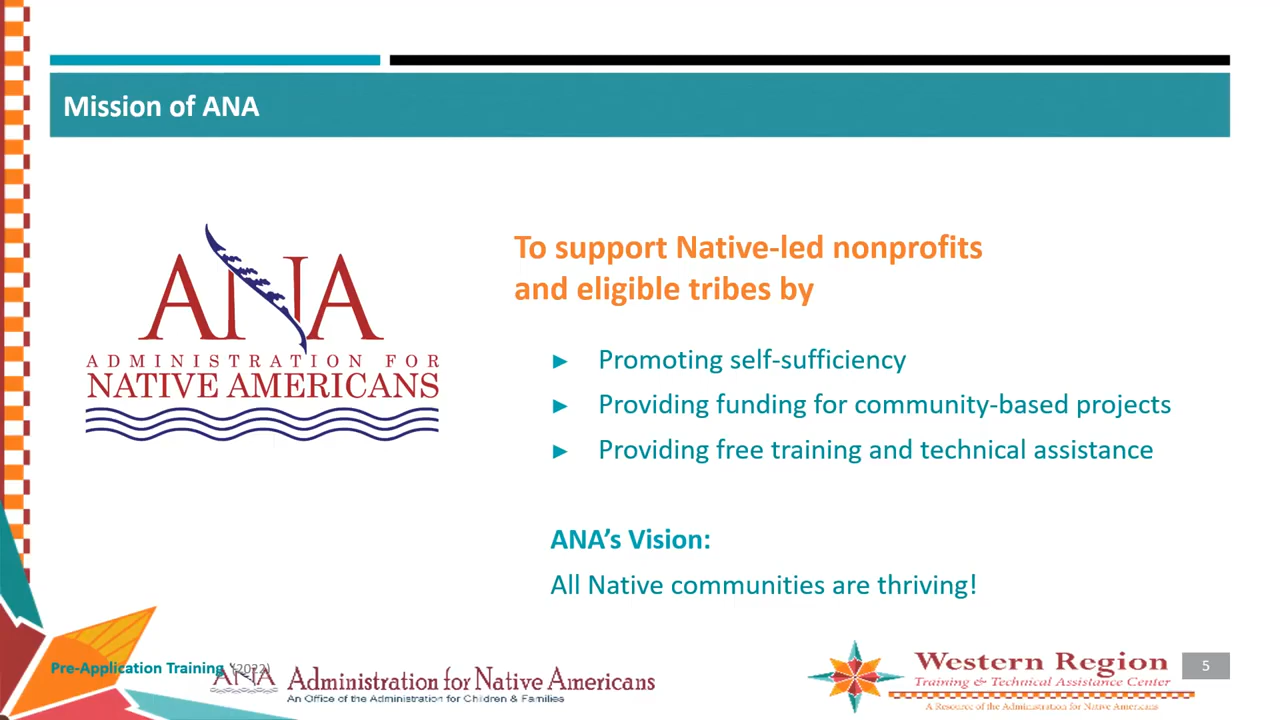 Mission of ANA
ANA
ADMINISTRATION FOR
NATIVE AMERICANS
To support Native-led nonprofits
and eligible tribes by
► Promoting self-sufficiency
► Providing funding for community-based projects
► Providing free training and technical assistance
ANA’s Vision:
All Native communities are thriving!
Pre-Application Training (2022)
ANA
Administration for Native Americans
An Office of the Administration for Children & Families
Western Region
Training & Technical Assistance Center
A Resource of the Administration for Native Americans
5